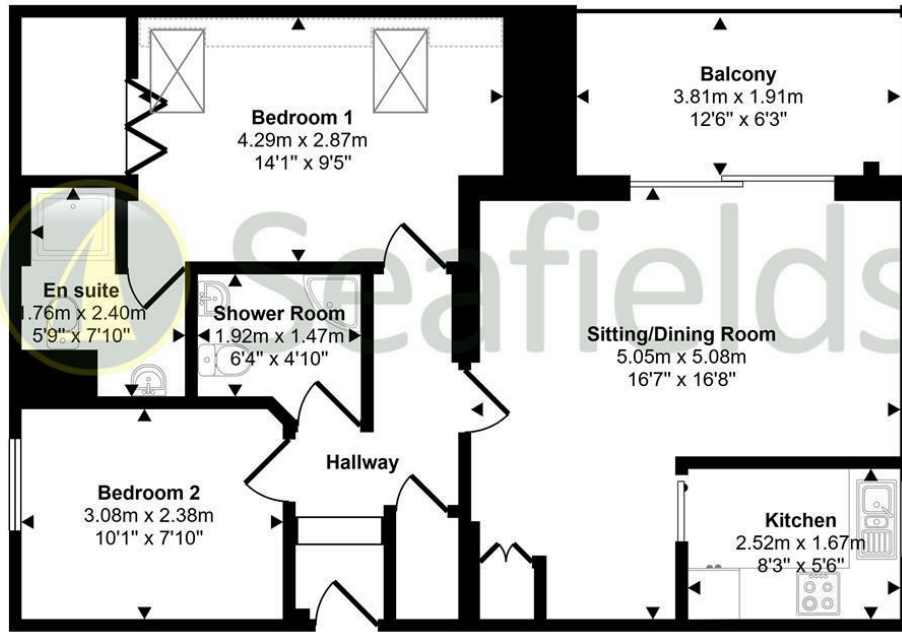 Bedroom 1
4.29m x 2.87m
14'1" x 9'5"
Balcony
3.81m x 1.91m
12'6" x 6'3"
Seafields
En suite
1.76m x 2.40m
5'9" x 7'10"
Shower Room
1.92m x 1.47m
6'4" x 4'10"
Sitting/Dining Room
5.05m x 5.08m
16'7" x 16'8"
Hallway
Bedroom 2
3.08m x 2.38m
10'1" x 7'10"
Kitchen
2.52m x 1.67m
8'3" x 5'6"